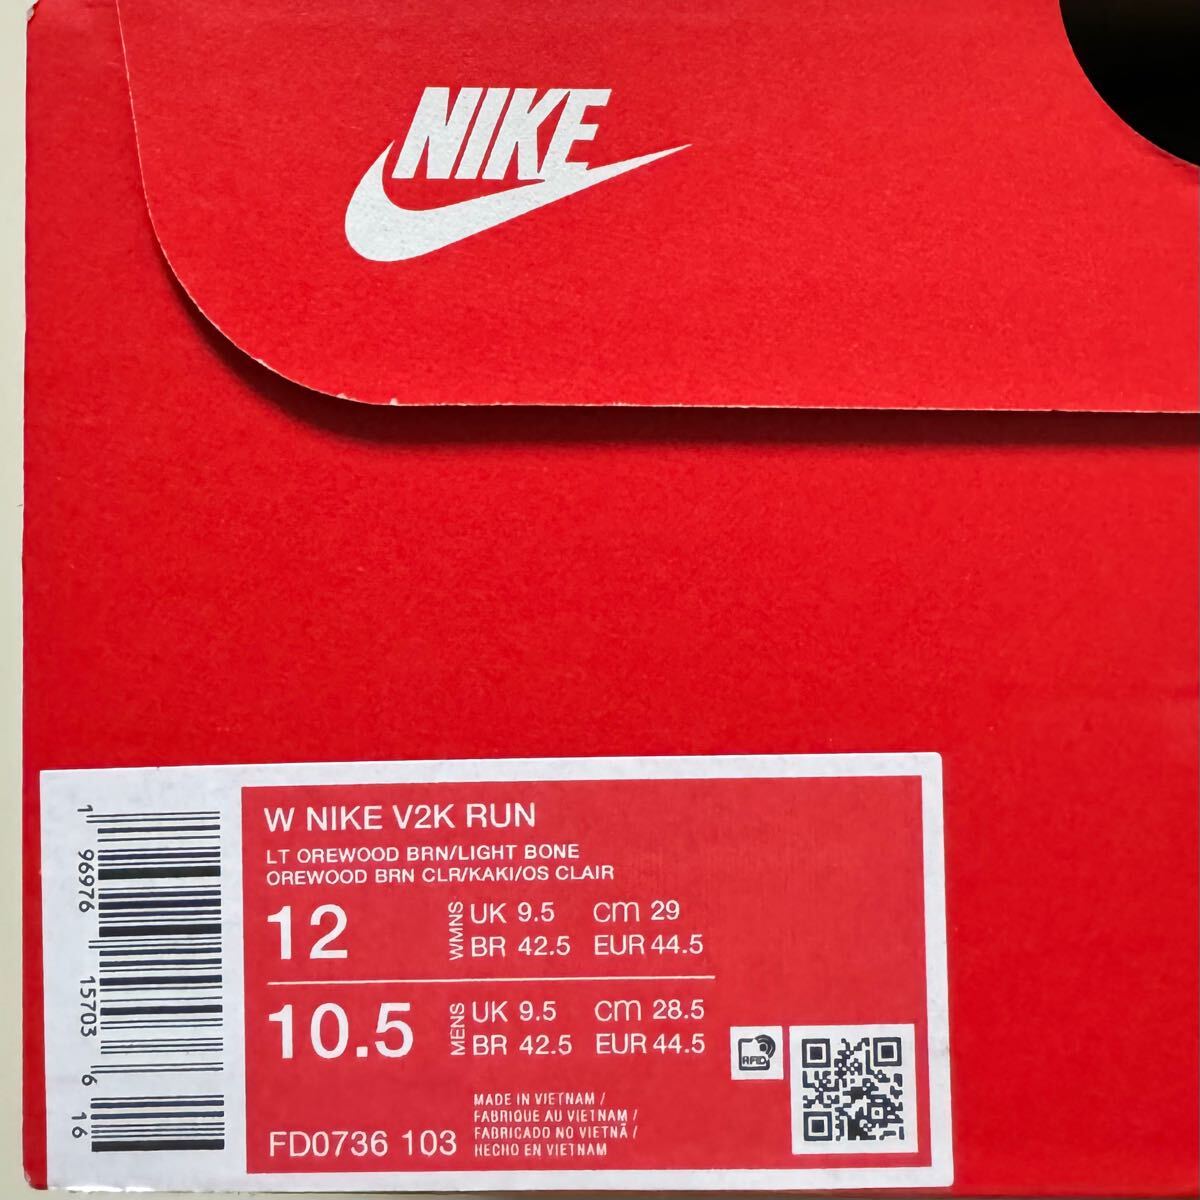 NIKE
W NIKE V2K RUN
LT OREWOOD BRN/LIGHT BONE
OREWOOD BRN CLR/KAKI/OS CLAIR
12 WMNS UK 9.5 cm 29
BR 42.5 EUR 44.5
10.5 MENS UK 9.5 cm 28.5
BR 42.5 EUR 44.5
RFID
MADE IN VIETNAM /
FABRIQUE AU VIETNAM /
FABRICADO NO VIETNÃ /
HECHO EN VIETNAM
FD0736 103
1 96976 15703 6 16